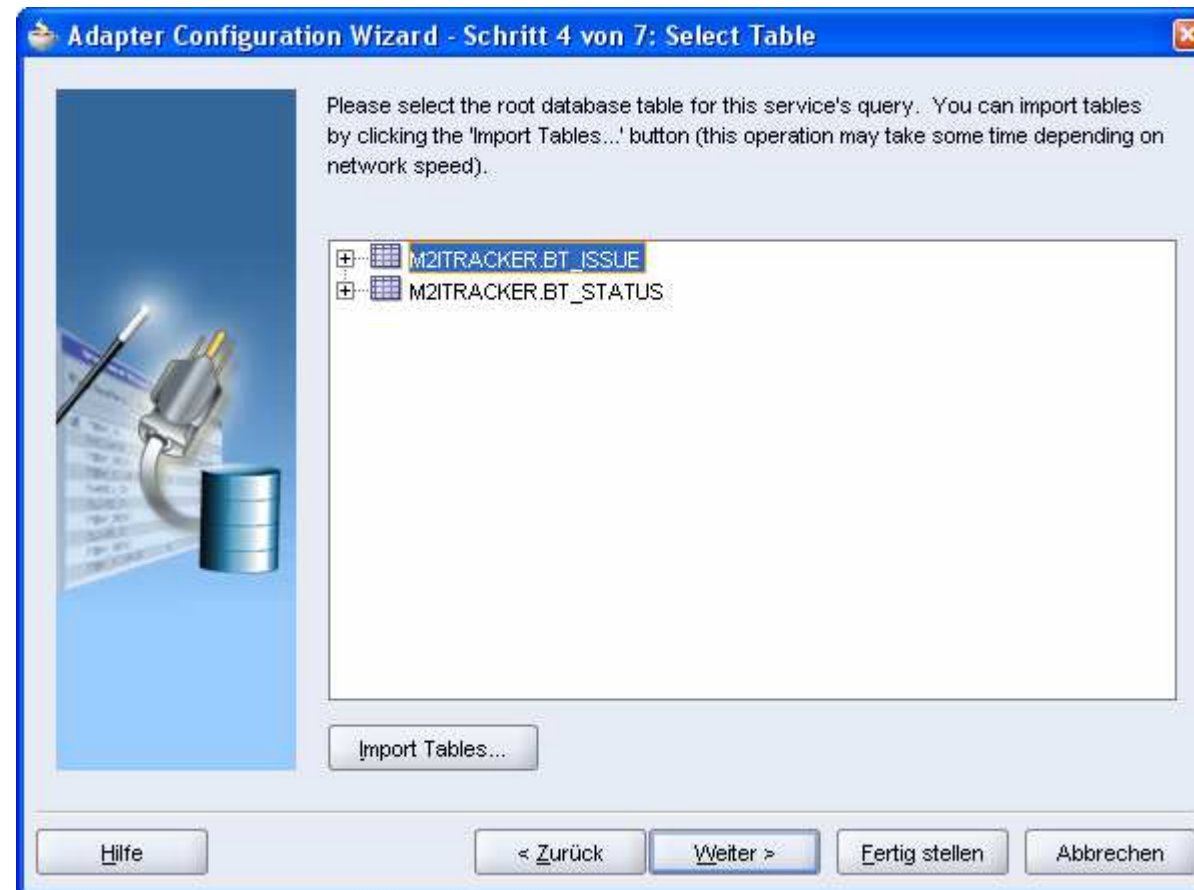 Adapter Configuration Wizard - Schritt 4 von 7: Select Table
Please select the root database table for this service's query. You can import tables
by clicking the 'Import Tables...' button (this operation may take some time depending on
network speed).
M2ITRACKER.BT_ISSUE
M2ITRACKER.BT_STATUS
Import Tables...
Hilfe
< Zurück
Weiter >
Fertig stellen
Abbrechen